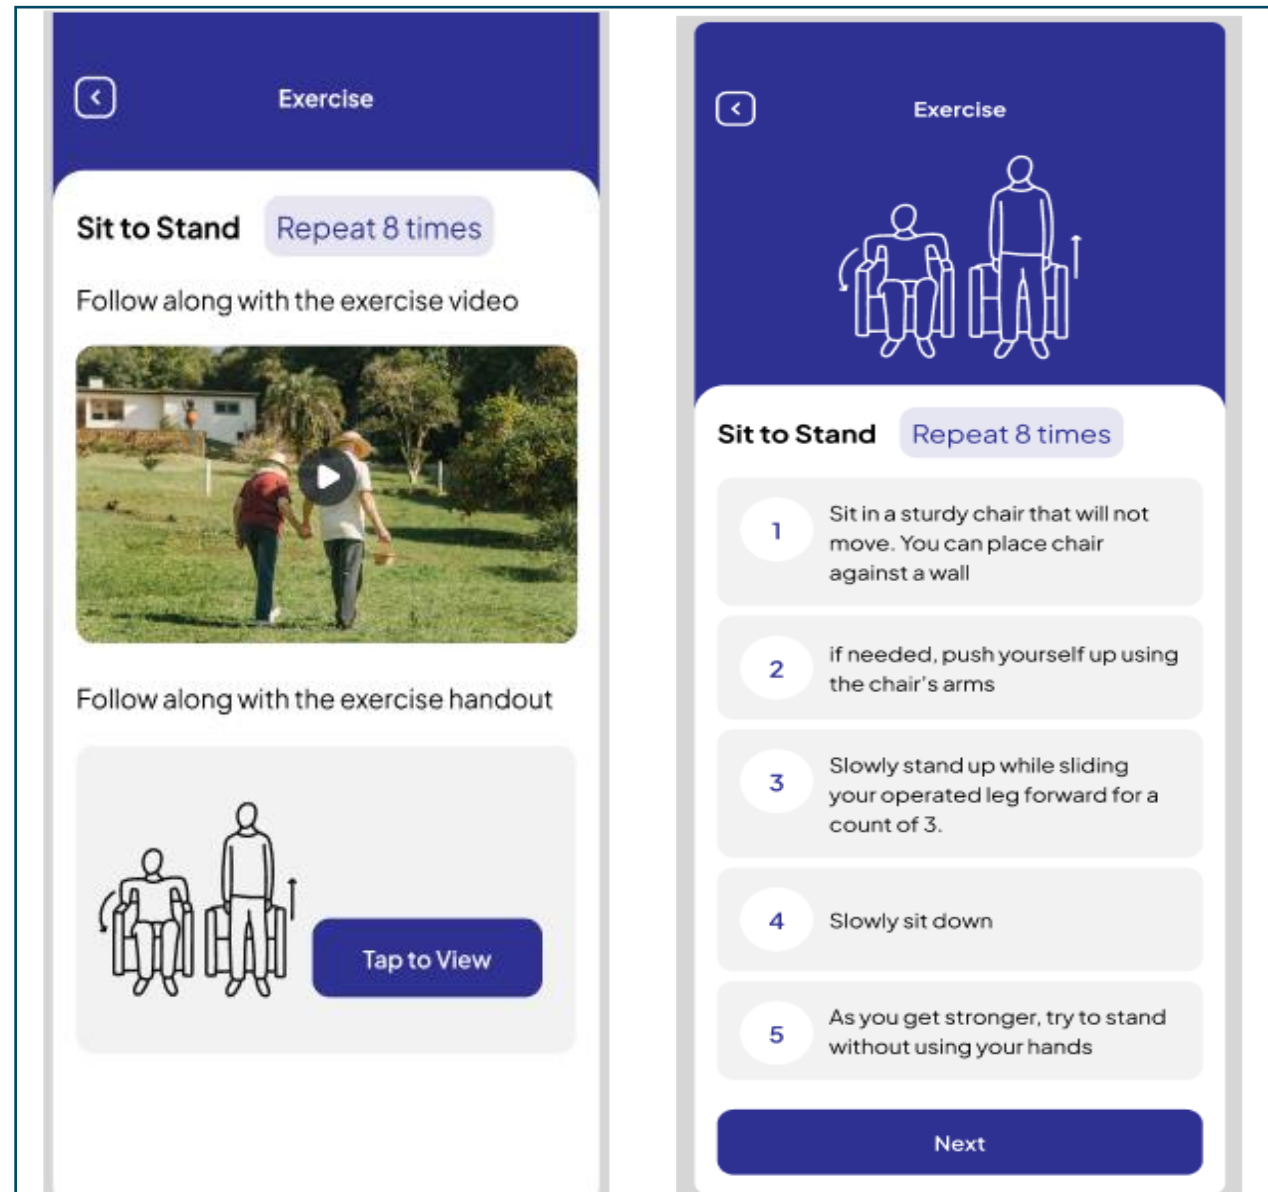 Exercise
Sit to Stand
Repeat 8 times
Follow along with the exercise video
Follow along with the exercise handout
Tap to View
Exercise
Sit to Stand
Repeat 8 times
1
Sit in a sturdy chair that will not
move. You can place chair
against a wall
2
if needed, push yourself up using
the chair's arms
3
Slowly stand up while sliding
your operated leg forward for a
count of 3.
4
Slowly sit down
5
As you get stronger, try to stand
without using your hands
Next